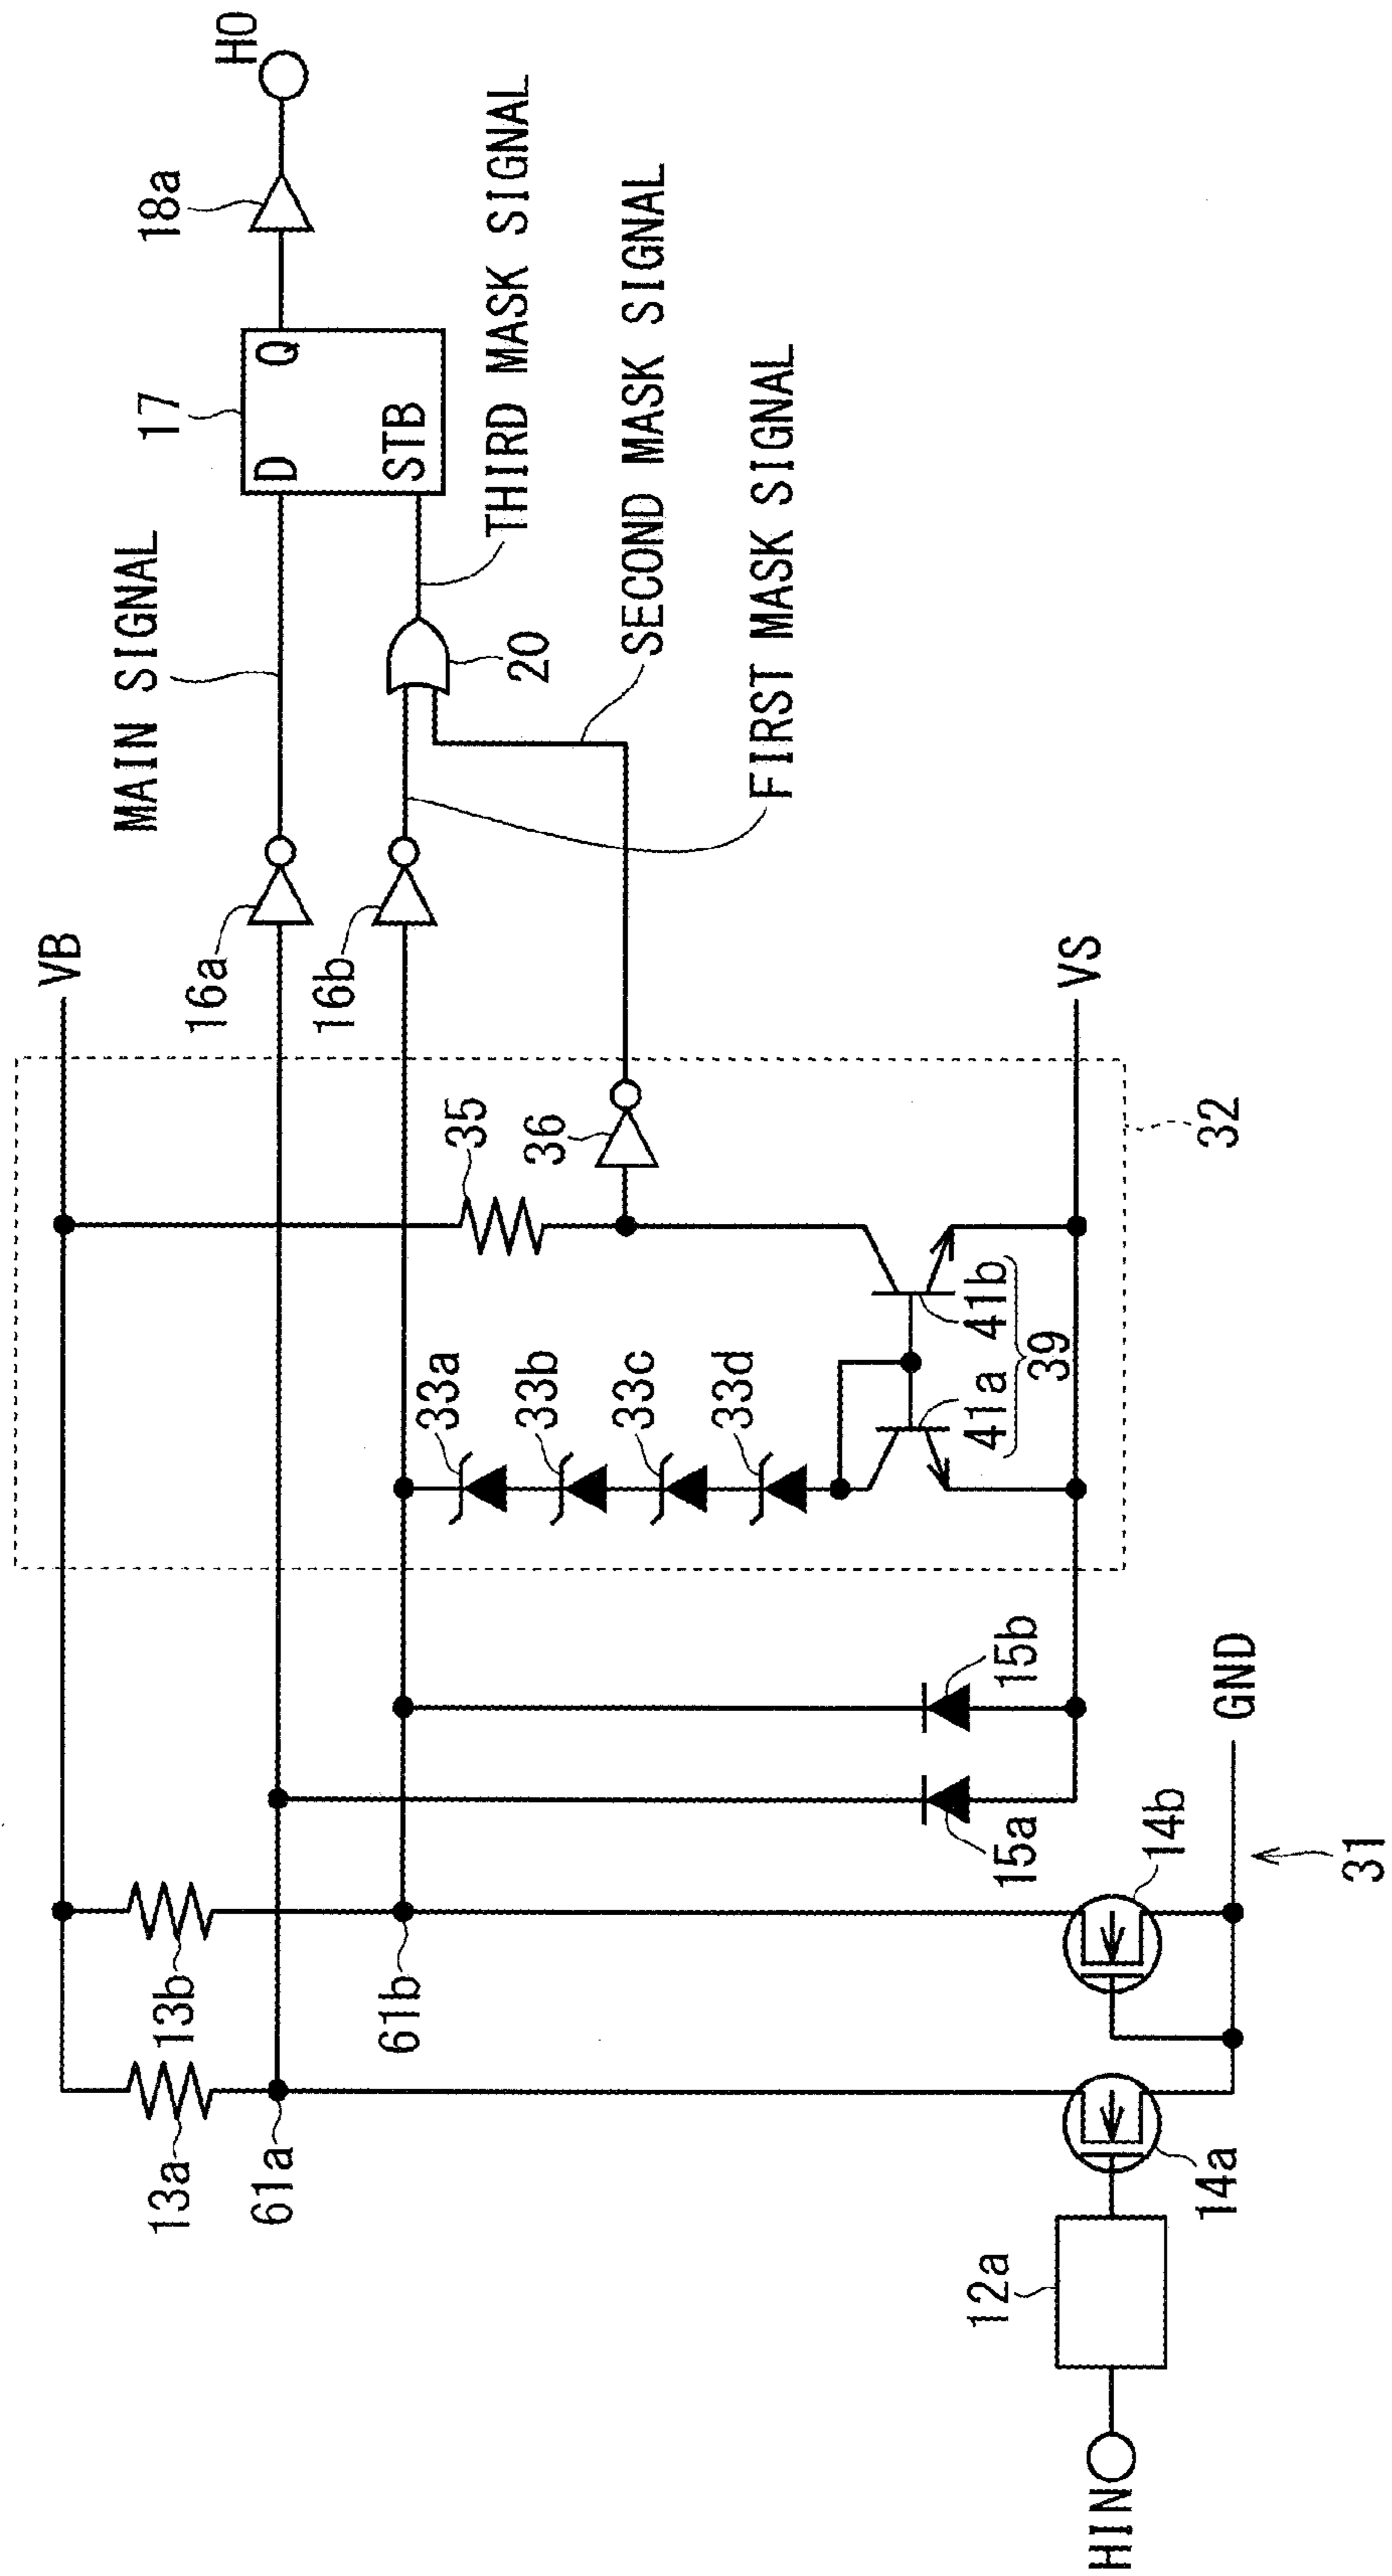 HO
18a
17
D
Q
STB
THIRD MASK SIGNAL
MAIN SIGNAL
20
SECOND MASK SIGNAL
FIRST MASK SIGNAL
VB
16a
16b
VS
35
36
32
33a
33b
33c
33d
41a
41b
39
15b
15a
GND
31
13b
13a
61b
61a
14b
14a
12a
HIN